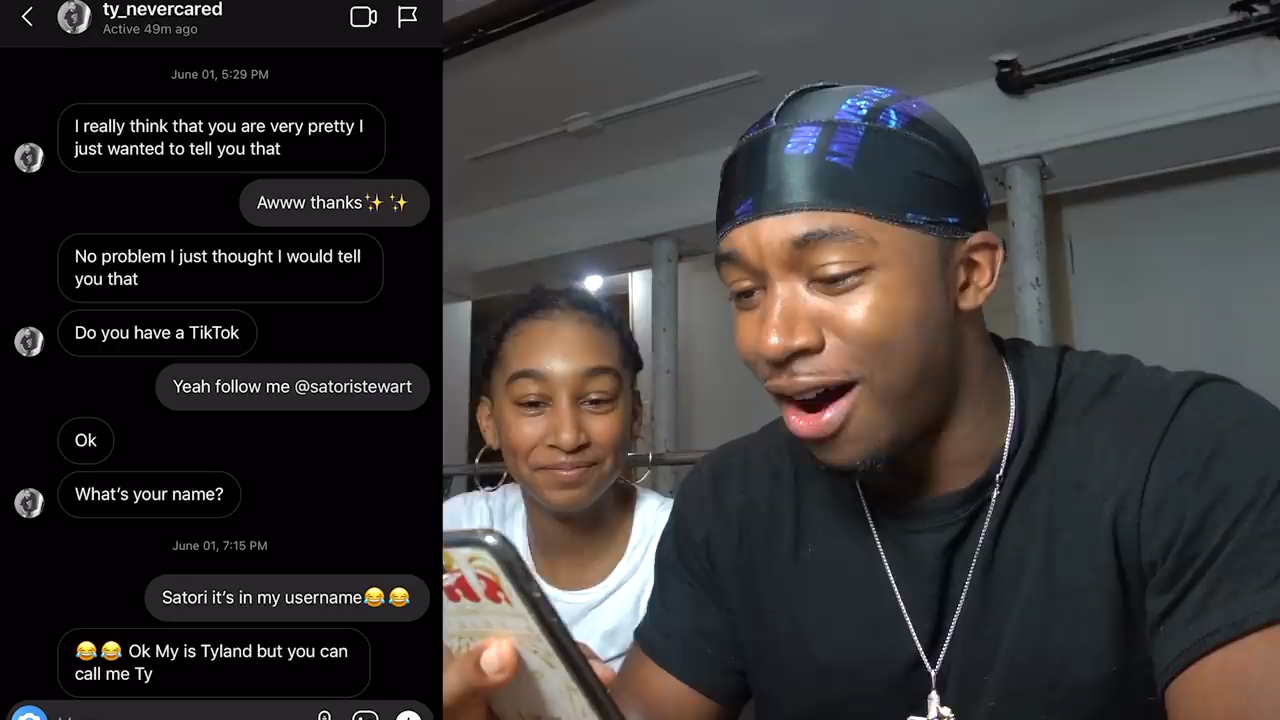 ty_nevercared
Active 49m ago
June 01, 5:29 PM
I really think that you are very pretty I
just wanted to tell you that
Awww thanks✨ ✨
No problem I just thought I would tell
you that
Do you have a TikTok
Yeah follow me @satoristewart
Ok
What's your name?
June 01, 7:15 PM
Satori it's in my username😂😂
😂😂 Ok My is Tyland but you can
call me Ty